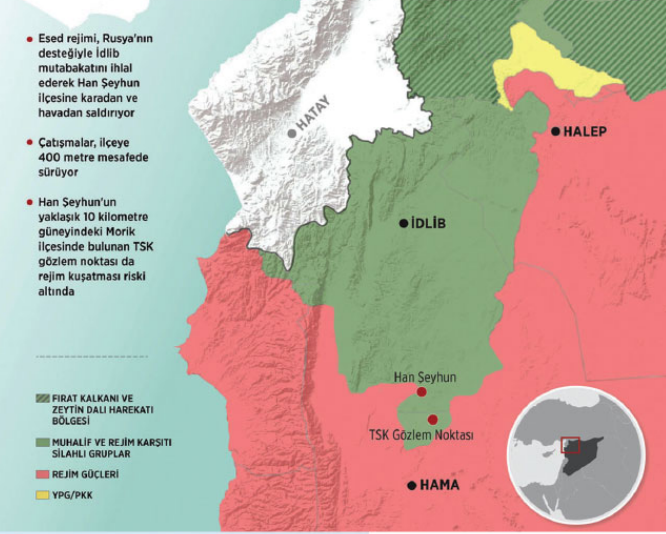 Esed rejimi, Rusya'nın
desteğiyle İdlib
mutabakatını ihlal
ederek Han Şeyhun
ilçesine karadan ve
havadan saldırıyor
Çatışmalar, ilçeye
400 metre mesafede
sürüyor
Han Şeyhun'un
yaklaşık 10 kilometre
güneyindeki Morik
ilçesinde bulunan TSK
gözlem noktası da
rejim kuşatması riski
altında
FIRAT KALKANI VE
ZEYTİN DALI HAREKATI
BÖLGESİ
MUHALİF VE REJİM KARŞITI
SİLAHLI GRUPLAR
REJİM GÜÇLERİ
YPG/PKK
HATAY
HALEP
İDLİB
Han Şeyhun
TSK Gözlem Noktası
HAMA